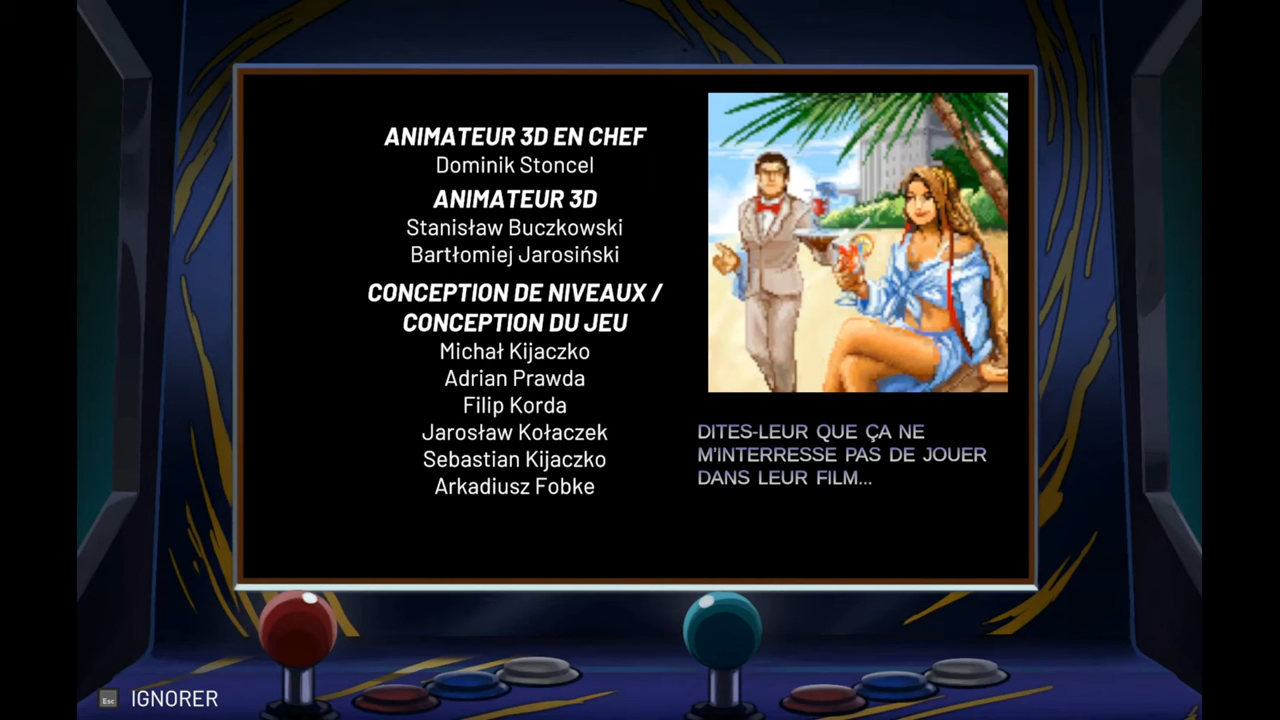 ANIMATEUR 3D EN CHEF
Dominik Stoncel
ANIMATEUR 3D
Stanisław Buczkowski
Bartłomiej Jarosiński
CONCEPTION DE NIVEAUX /
CONCEPTION DU JEU
Michał Kijaczko
Adrian Prawda
Filip Korda
Jarosław Kołaczek
Sebastian Kijaczko
Arkadiusz Fobke
DITES-LEUR QUE ÇA NE
M'INTERRESSE PAS DE JOUER
DANS LEUR FILM...
Esc IGNORER